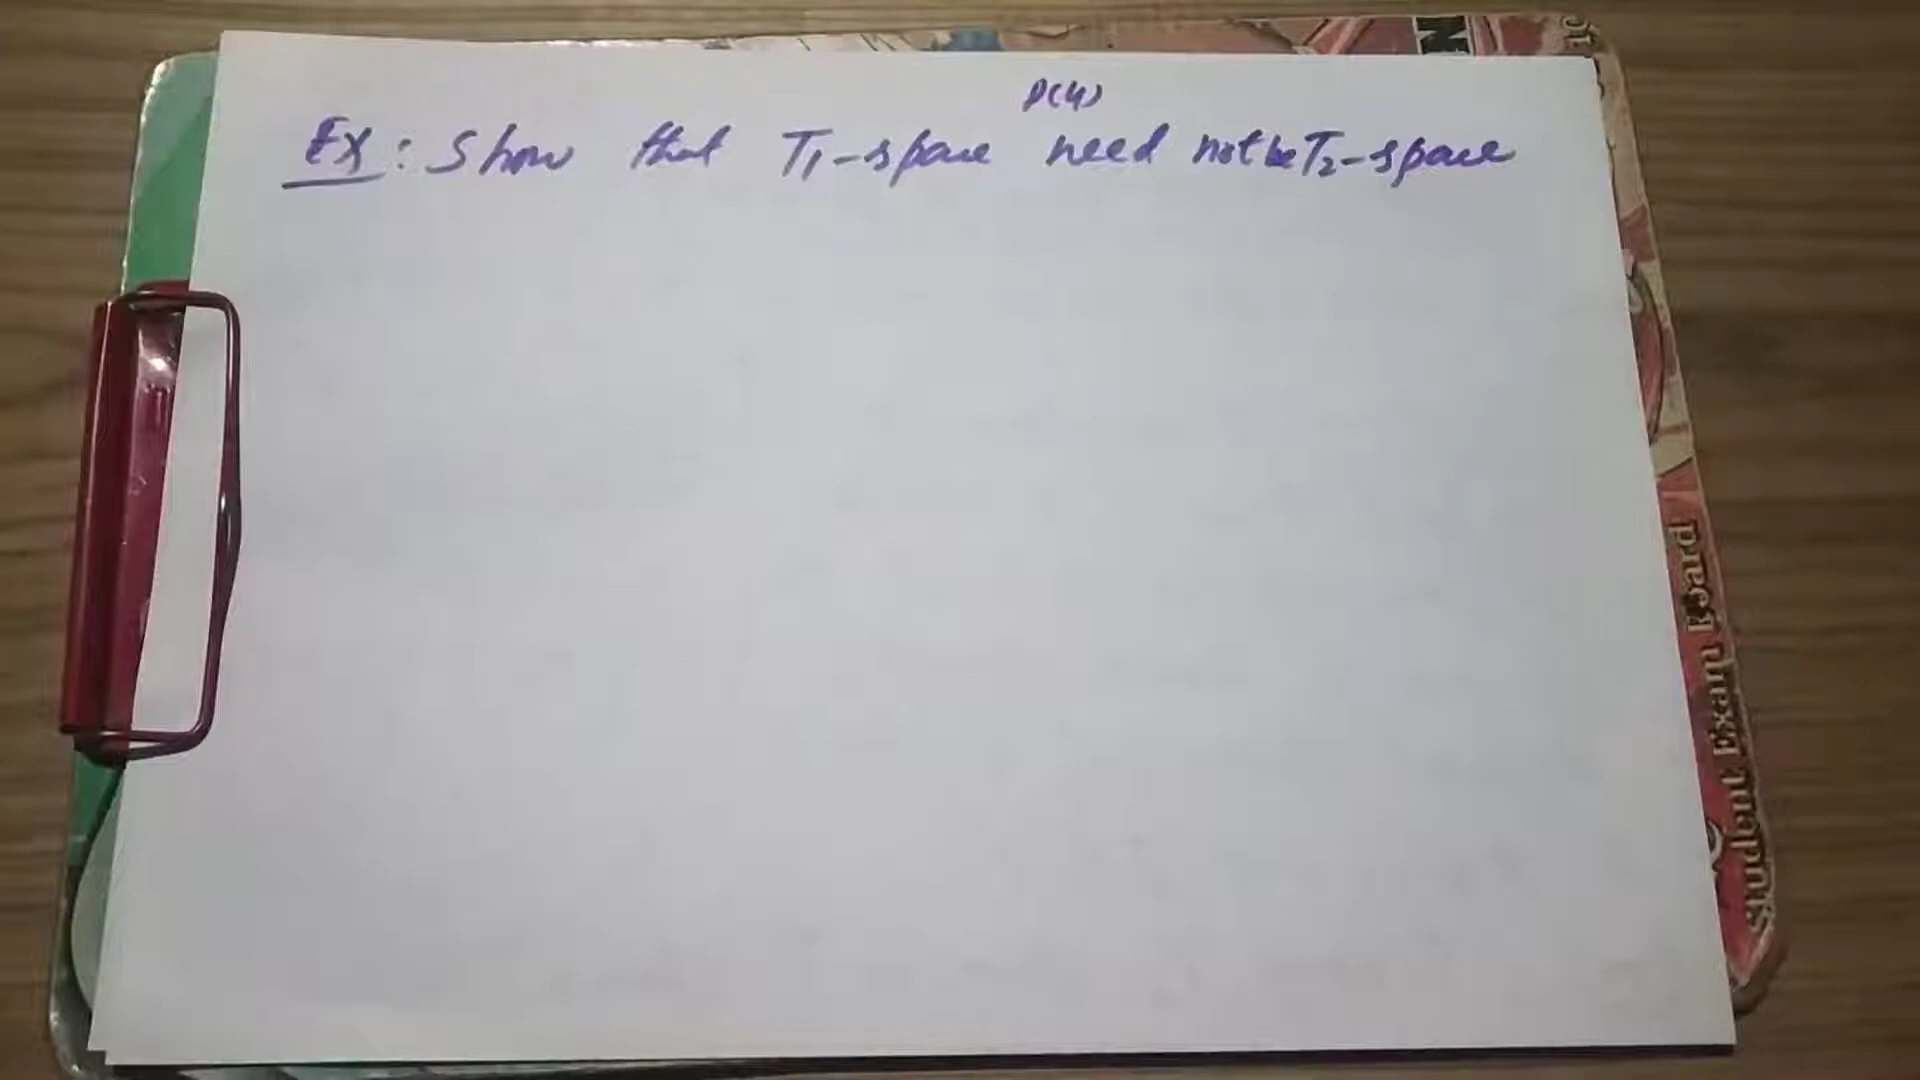 P(4)
Ex: Show that T₁-space need not be T₂-space
Student Exam Board